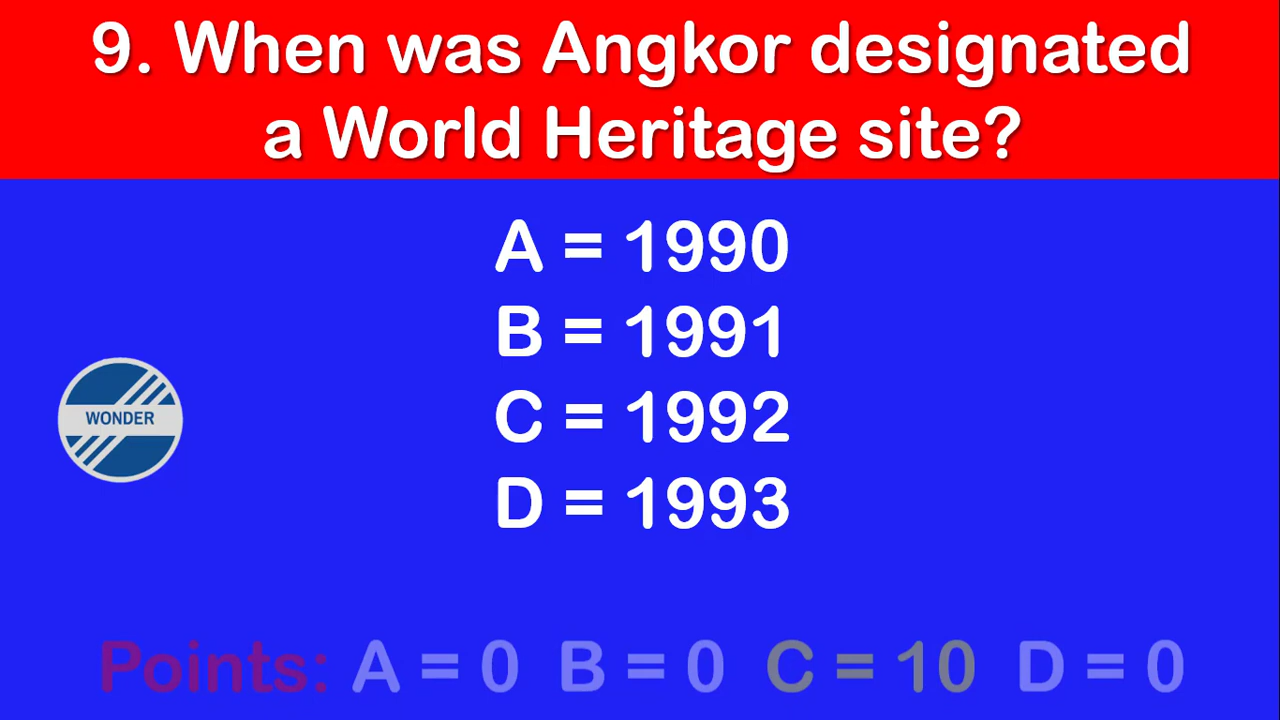 9. When was Angkor designated
a World Heritage site?
A = 1990
B = 1991
C = 1992
WONDER
D = 1993
Points: A = 0 B = 0 C = 10 D = 0